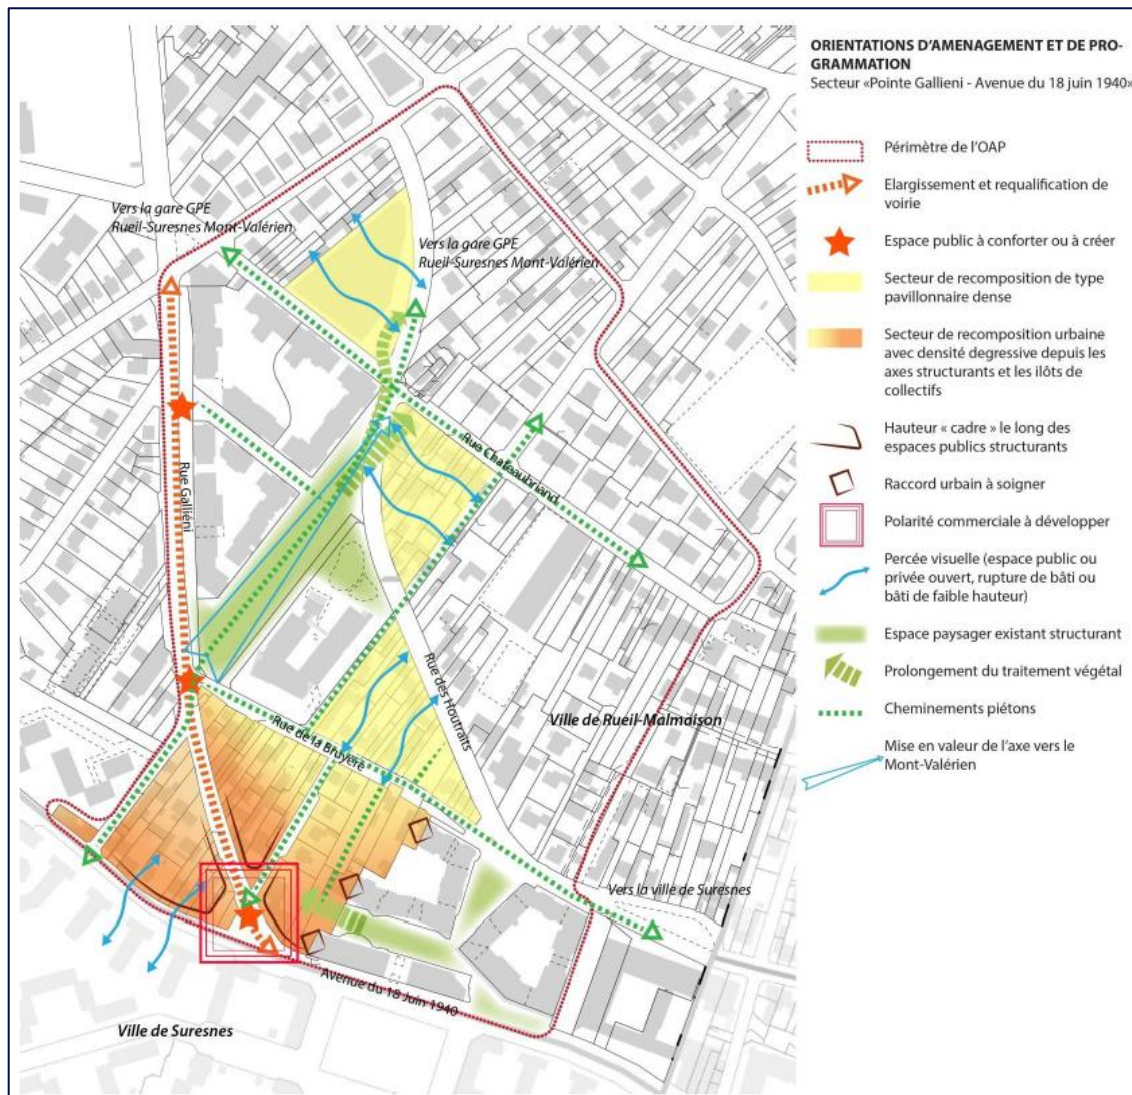 ORIENTATIONS D'AMENAGEMENT ET DE PRO-
GRAMMATION
Secteur «Pointe Gallieni - Avenue du 18 juin 1940»
Périmètre de l'OAP
Elargissement et requalification de
voirie
Espace public à conforter ou à créer
Secteur de recomposition de type
pavillonnaire dense
Secteur de recomposition urbaine
avec densité degressive depuis les
axes structurants et les ilôts de
collectifs
Hauteur « cadre » le long des
espaces publics structurants
Raccord urbain à soigner
Polarité commerciale à développer
Percée visuelle (espace public ou
privée ouvert, rupture de bâti ou
bâti de faible hauteur)
Espace paysager existant structurant
Prolongement du traitement végétal
Cheminements piétons
Mise en valeur de l'axe vers le
Mont-Valérien
Vers la gare GPE
Rueil-Suresnes Mont-Valérien
Vers la gare GPE
Rueil-Suresnes Mont-Valérien
Rue Galliéni
Rue Chateaubriand
Rue des Houtraits
Rue de la Bruyère
Ville de Rueil-Malmaison
Vers la ville de Suresnes
Avenue du 18 Juin 1940
Ville de Suresnes